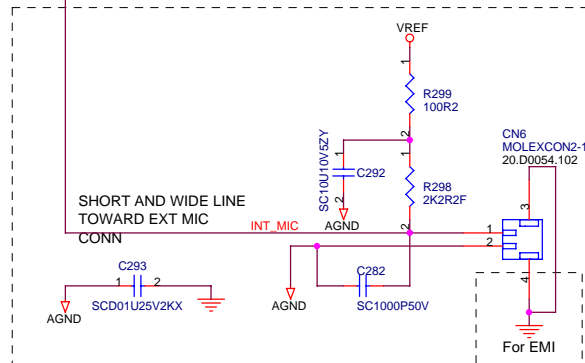 VREF
1
R299
100R2
2
CN6
MOLEXCON2-1
20.D0054.102
SC10U10V5ZY
1
C292
2
AGND
1
R298
2K2R2F
2
3
SHORT AND WIDE LINE
TOWARD EXT MIC
CONN
INT_MIC
1
2
4
C293
1 2
SCD01U25V2KX
AGND
C282
SC1000P50V
AGND
For EMI